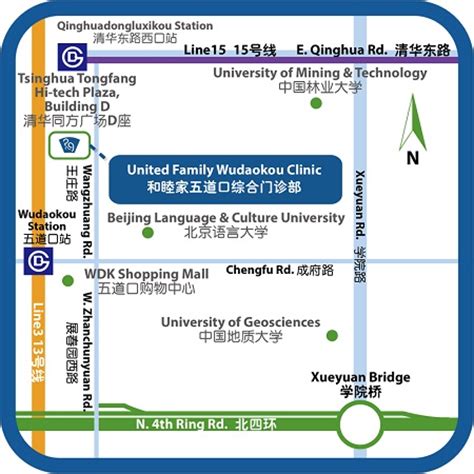 Qinghuadongluxikou Station
清华东路西口站
Line15 15号线
E. Qinghua Rd. 清华东路
Tsinghua Tongfang
Hi-tech Plaza,
Building D
清华同方广场D座
University of Mining & Technology
中国林业大学
N
United Family Wudaokou Clinic
和睦家五道口综合门诊部
王庄路
Wangzhuang Rd.
Xueyuan Rd.
学院路
Wudaokou
Station
五道口站
Beijing Language & Culture University
北京语言大学
Chengfu Rd. 成府路
WDK Shopping Mall
五道口购物中心
Line3 13号线
展春园西路
W. Zhanchunyuan Rd.
University of Geosciences
中国地质大学
Xueyuan Bridge
学院桥
N. 4th Ring Rd. 北四环